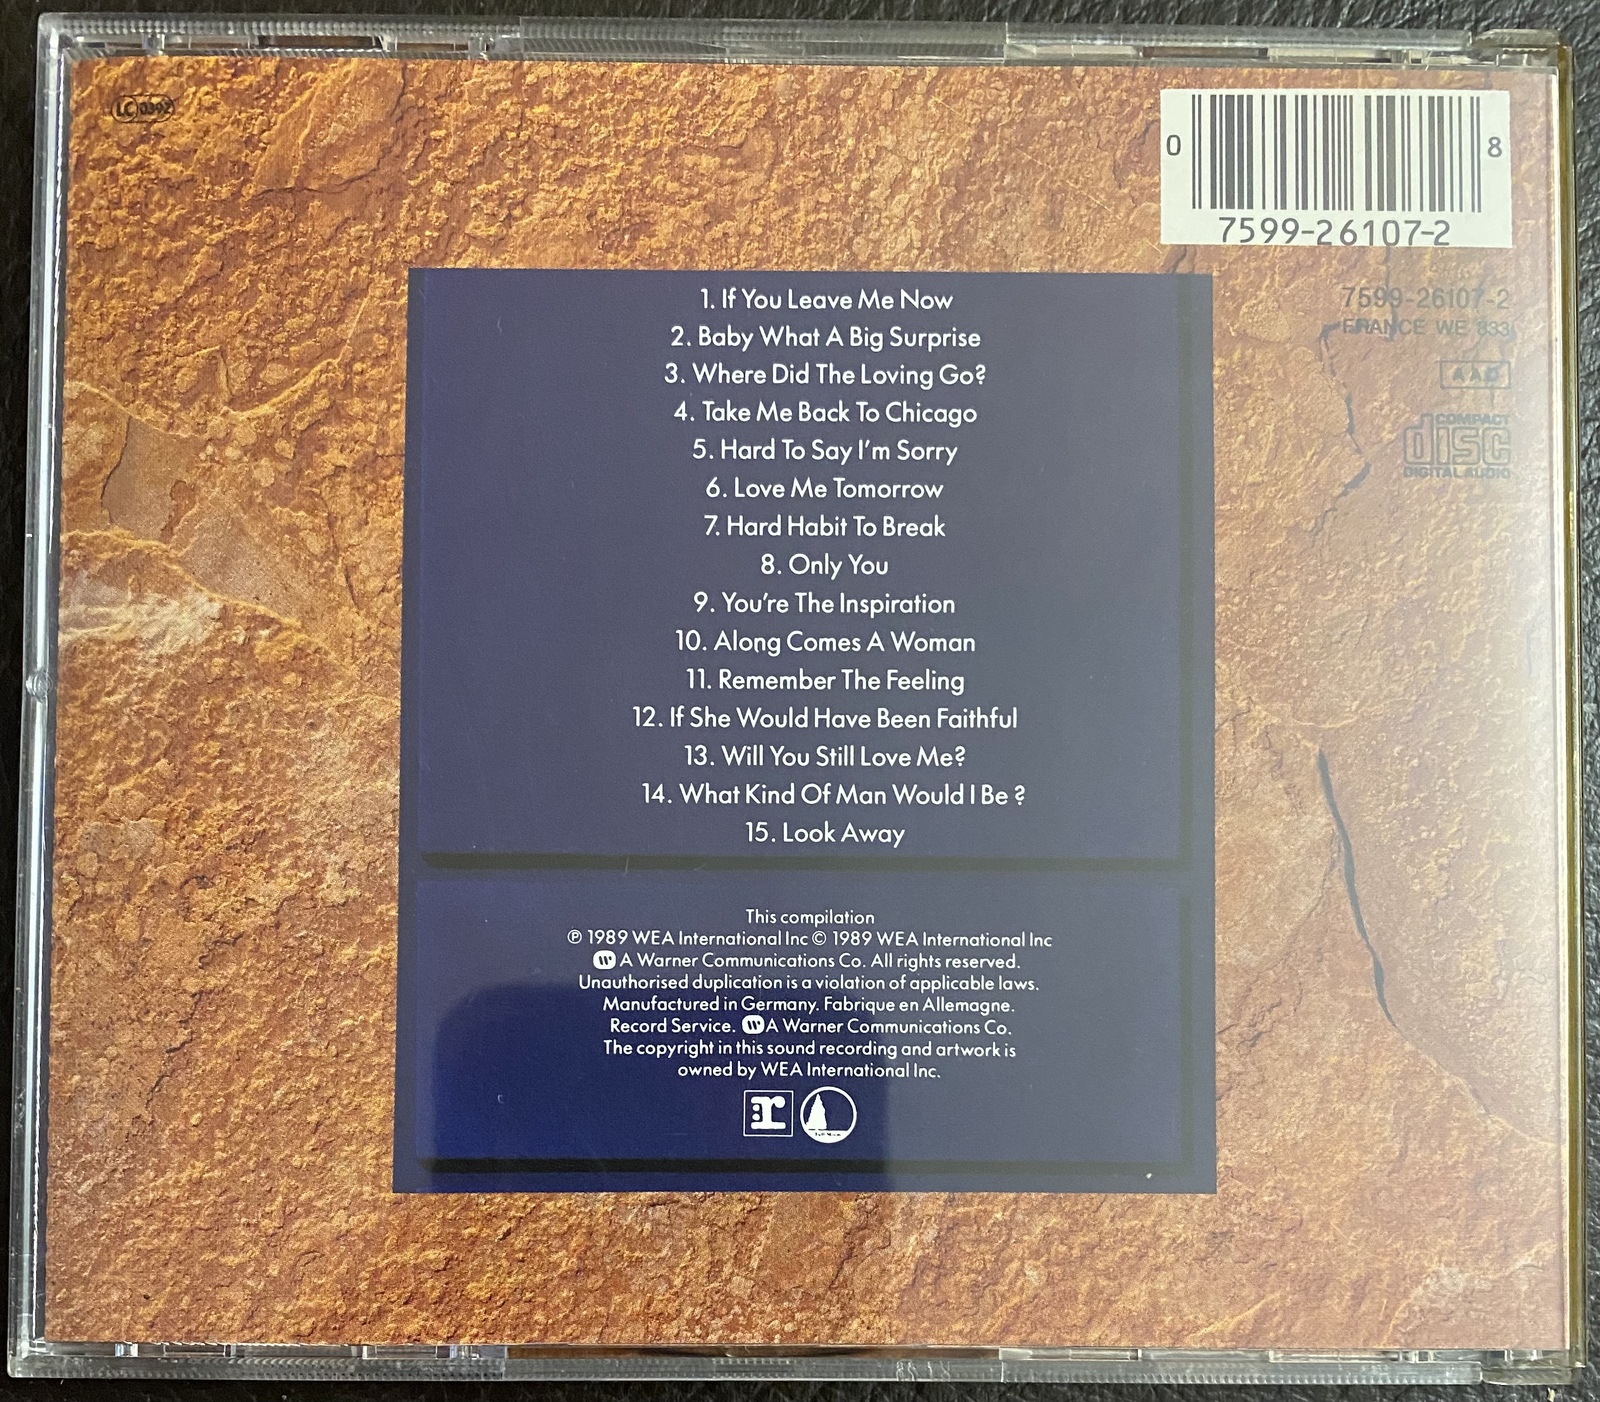 LC 0392
0 8
7599-26107-2
7599-26107-2
FRANCE WE 833
AAD
COMPACT
disc
DIGITAL AUDIO
1. If You Leave Me Now
2. Baby What A Big Surprise
3. Where Did The Loving Go?
4. Take Me Back To Chicago
5. Hard To Say I'm Sorry
6. Love Me Tomorrow
7. Hard Habit To Break
8. Only You
9. You're The Inspiration
10. Along Comes A Woman
11. Remember The Feeling
12. If She Would Have Been Faithful
13. Will You Still Love Me?
14. What Kind Of Man Would I Be ?
15. Look Away
This compilation
℗ 1989 WEA International Inc © 1989 WEA International Inc
A Warner Communications Co. All rights reserved.
Unauthorised duplication is a violation of applicable laws.
Manufactured in Germany. Fabrique en Allemagne.
Record Service. A Warner Communications Co.
The copyright in this sound recording and artwork is
owned by WEA International Inc.
r
Full Moon